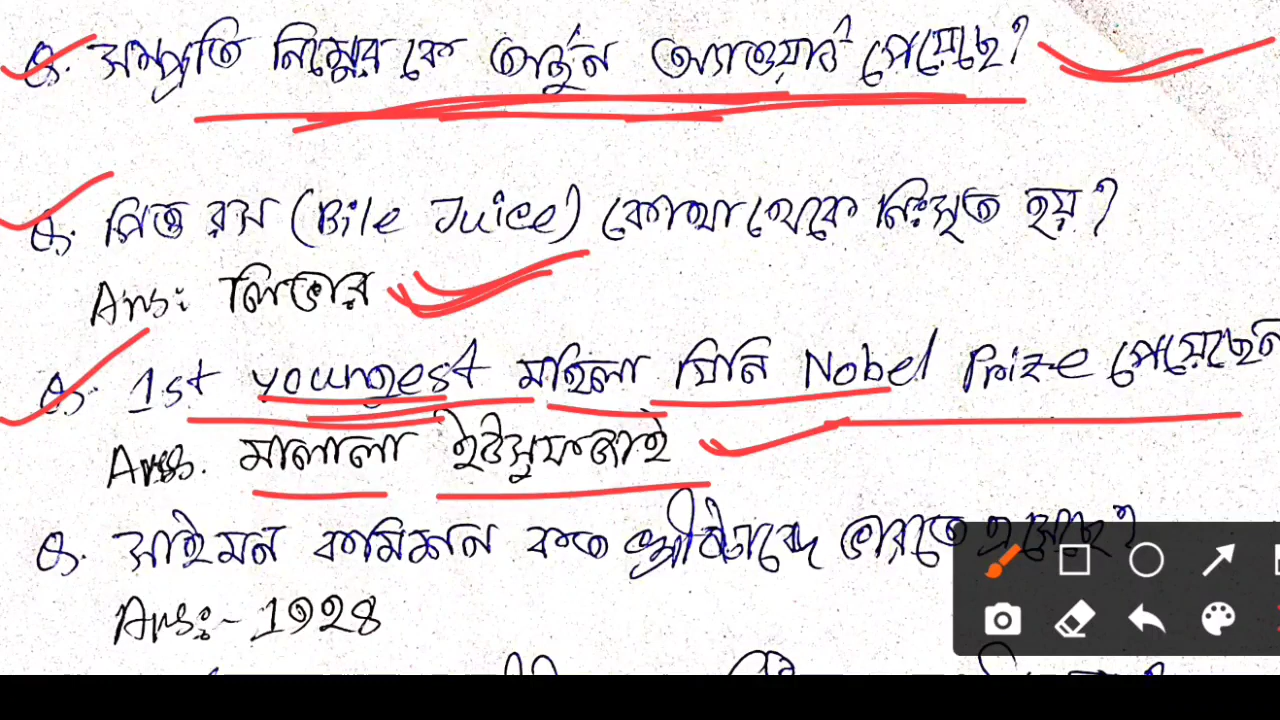 Q. সম্প্রতি নিম্নের কে অর্জুন অ্যাওয়ার্ড পেয়েছে?
Q. পিত্ত রস (Bile Juice) কোথা থেকে নিঃসৃত হয়?
Ans: লিভার
Q. 1st youngest মহিলা যিনি Nobel Prize পেয়েছেন
Ans. মালালা ইউসুফজাই
Q. সাইমন কমিশন কত খ্রীষ্টাব্দে ভারতে এসেছে?
Ans:- 1928